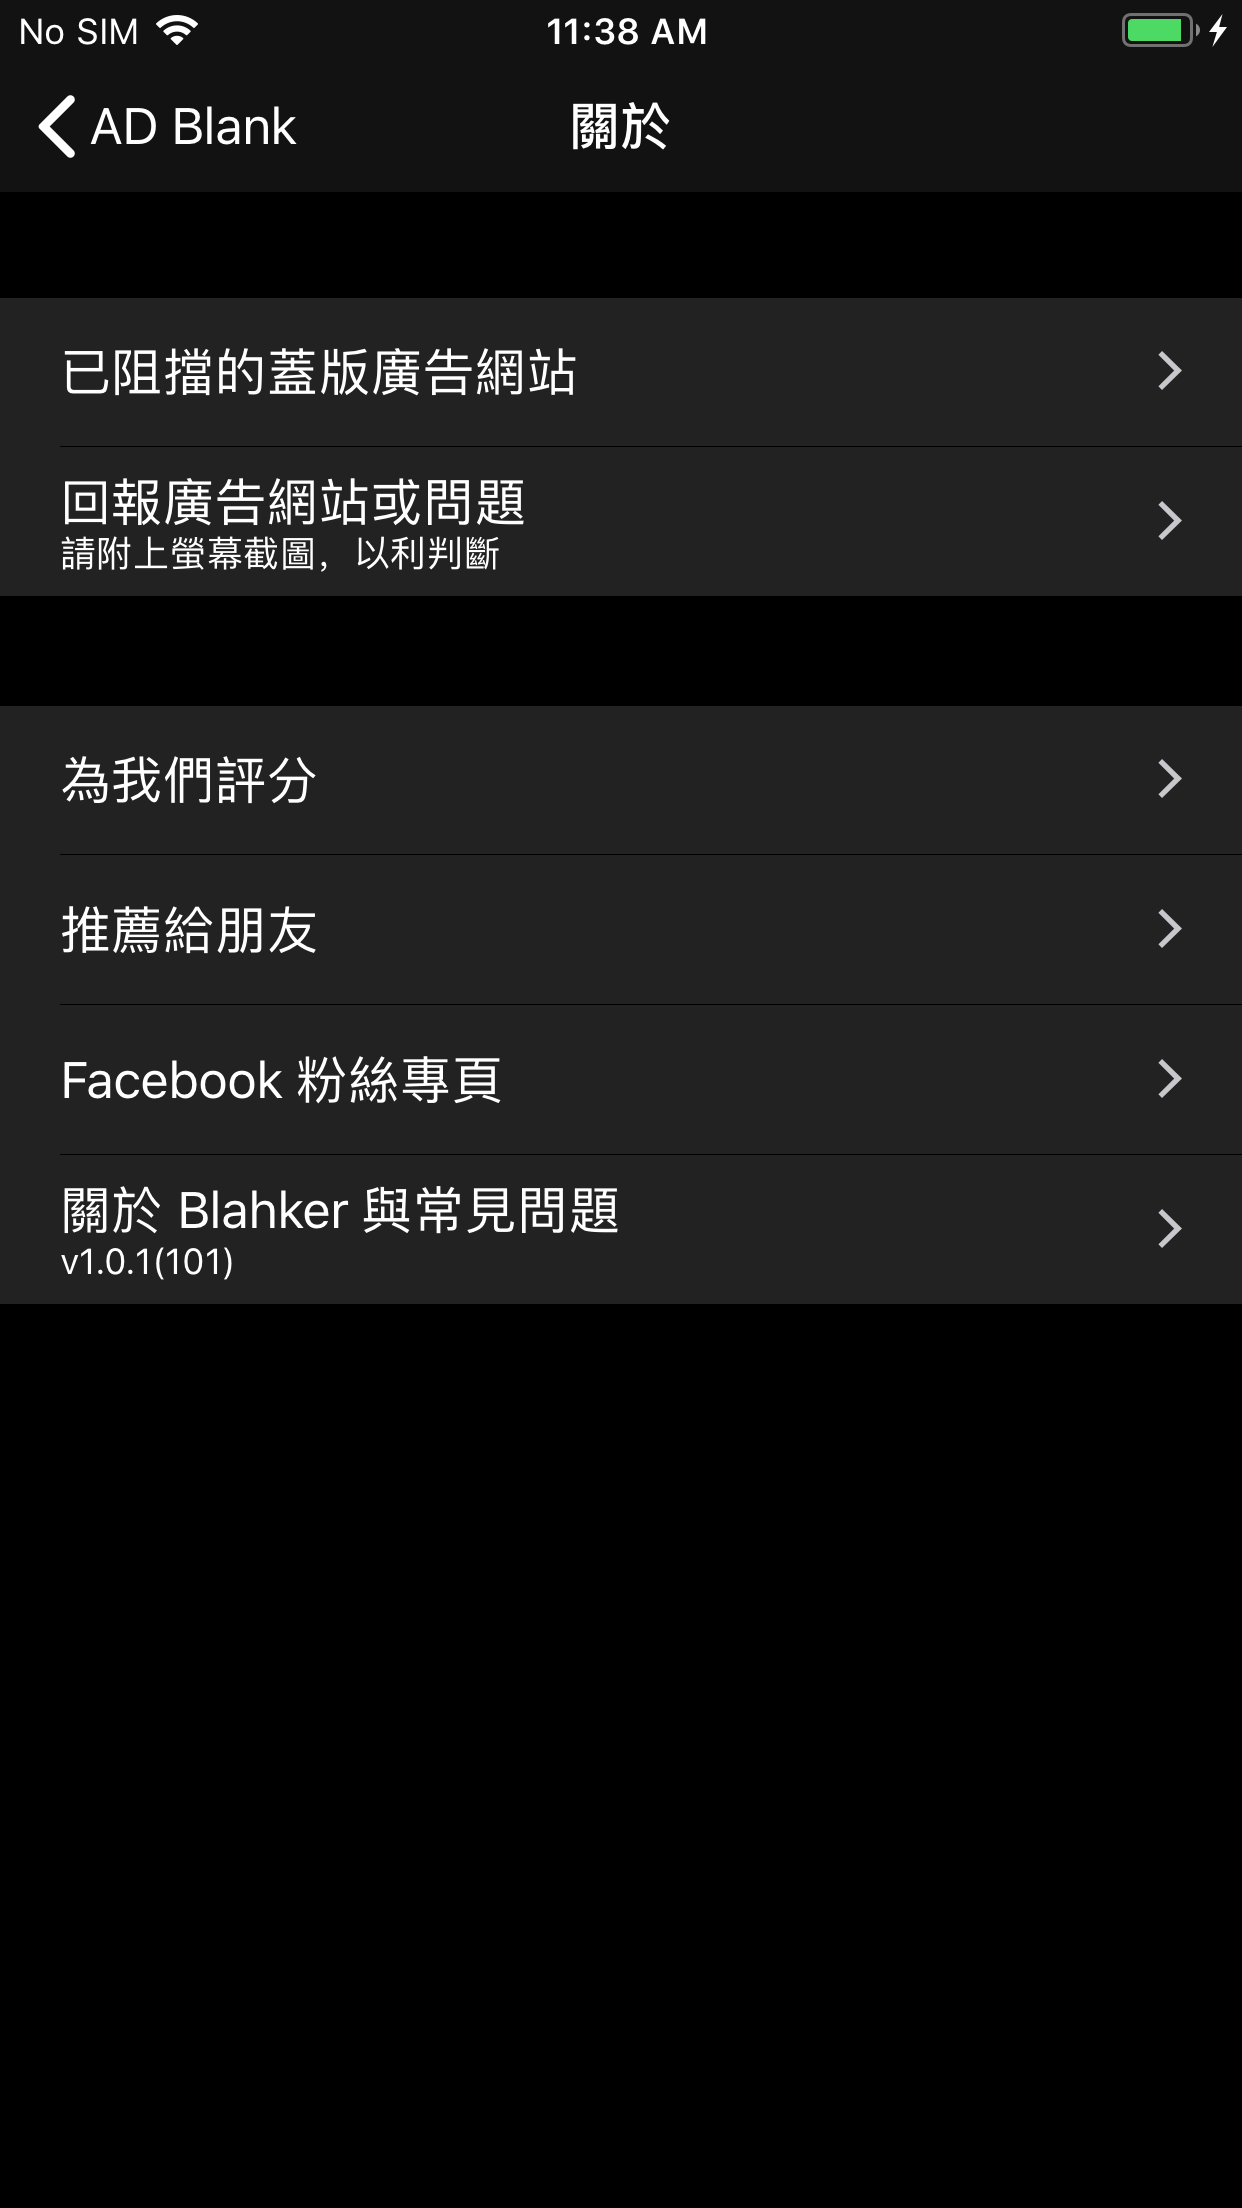 No SIM 11:38 AM
AD Blank 關於
已阻擋的蓋版廣告網站
回報廣告網站或問題
請附上螢幕截圖，以利判斷
為我們評分
推薦給朋友
Facebook 粉絲專頁
關於 Blahker 與常見問題
v1.0.1(101)